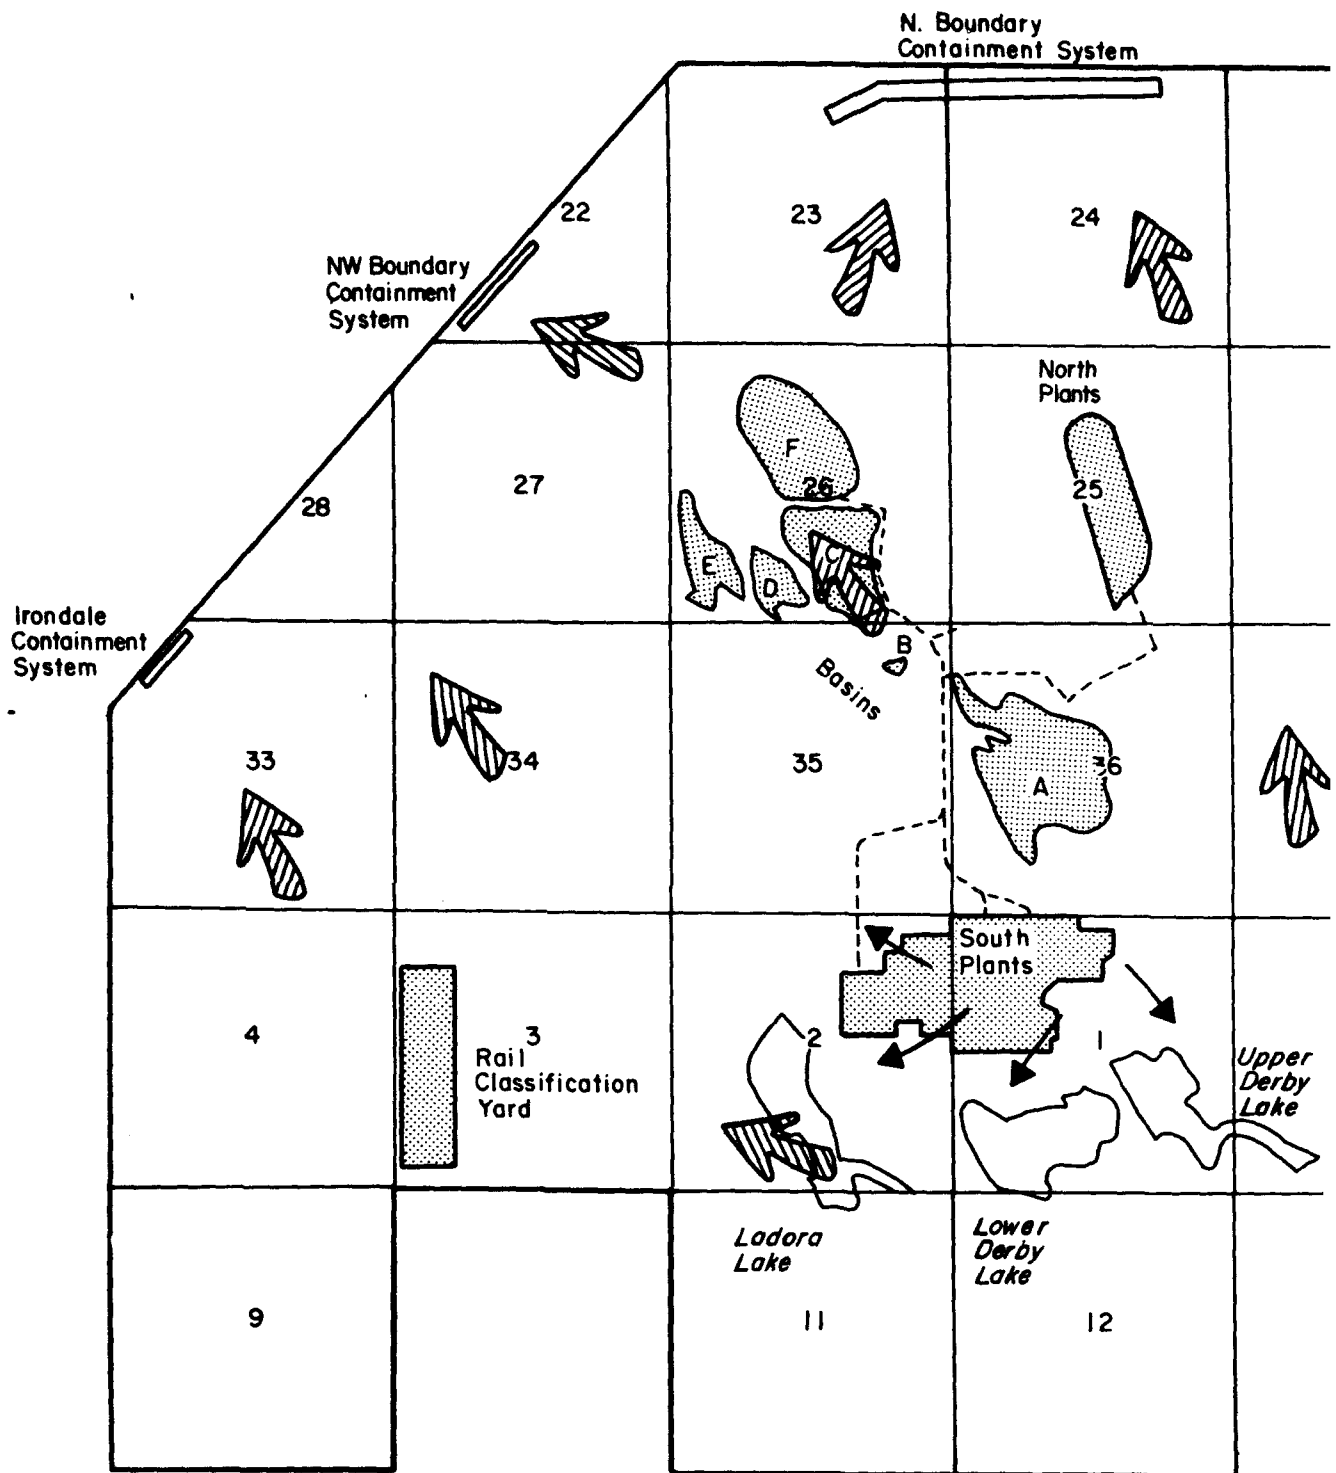 N. Boundary
Containment System
22
23
24
NW Boundary
Containment
System
North
Plants
F
27
26
25
28
E
D
C
Irondale
Containment
System
B
Basins
33
34
35
36
A
South
Plants
4
3
2
1
Rail
Classification
Yard
Upper
Derby
Lake
Ladora
Lake
Lower
Derby
Lake
9
11
12